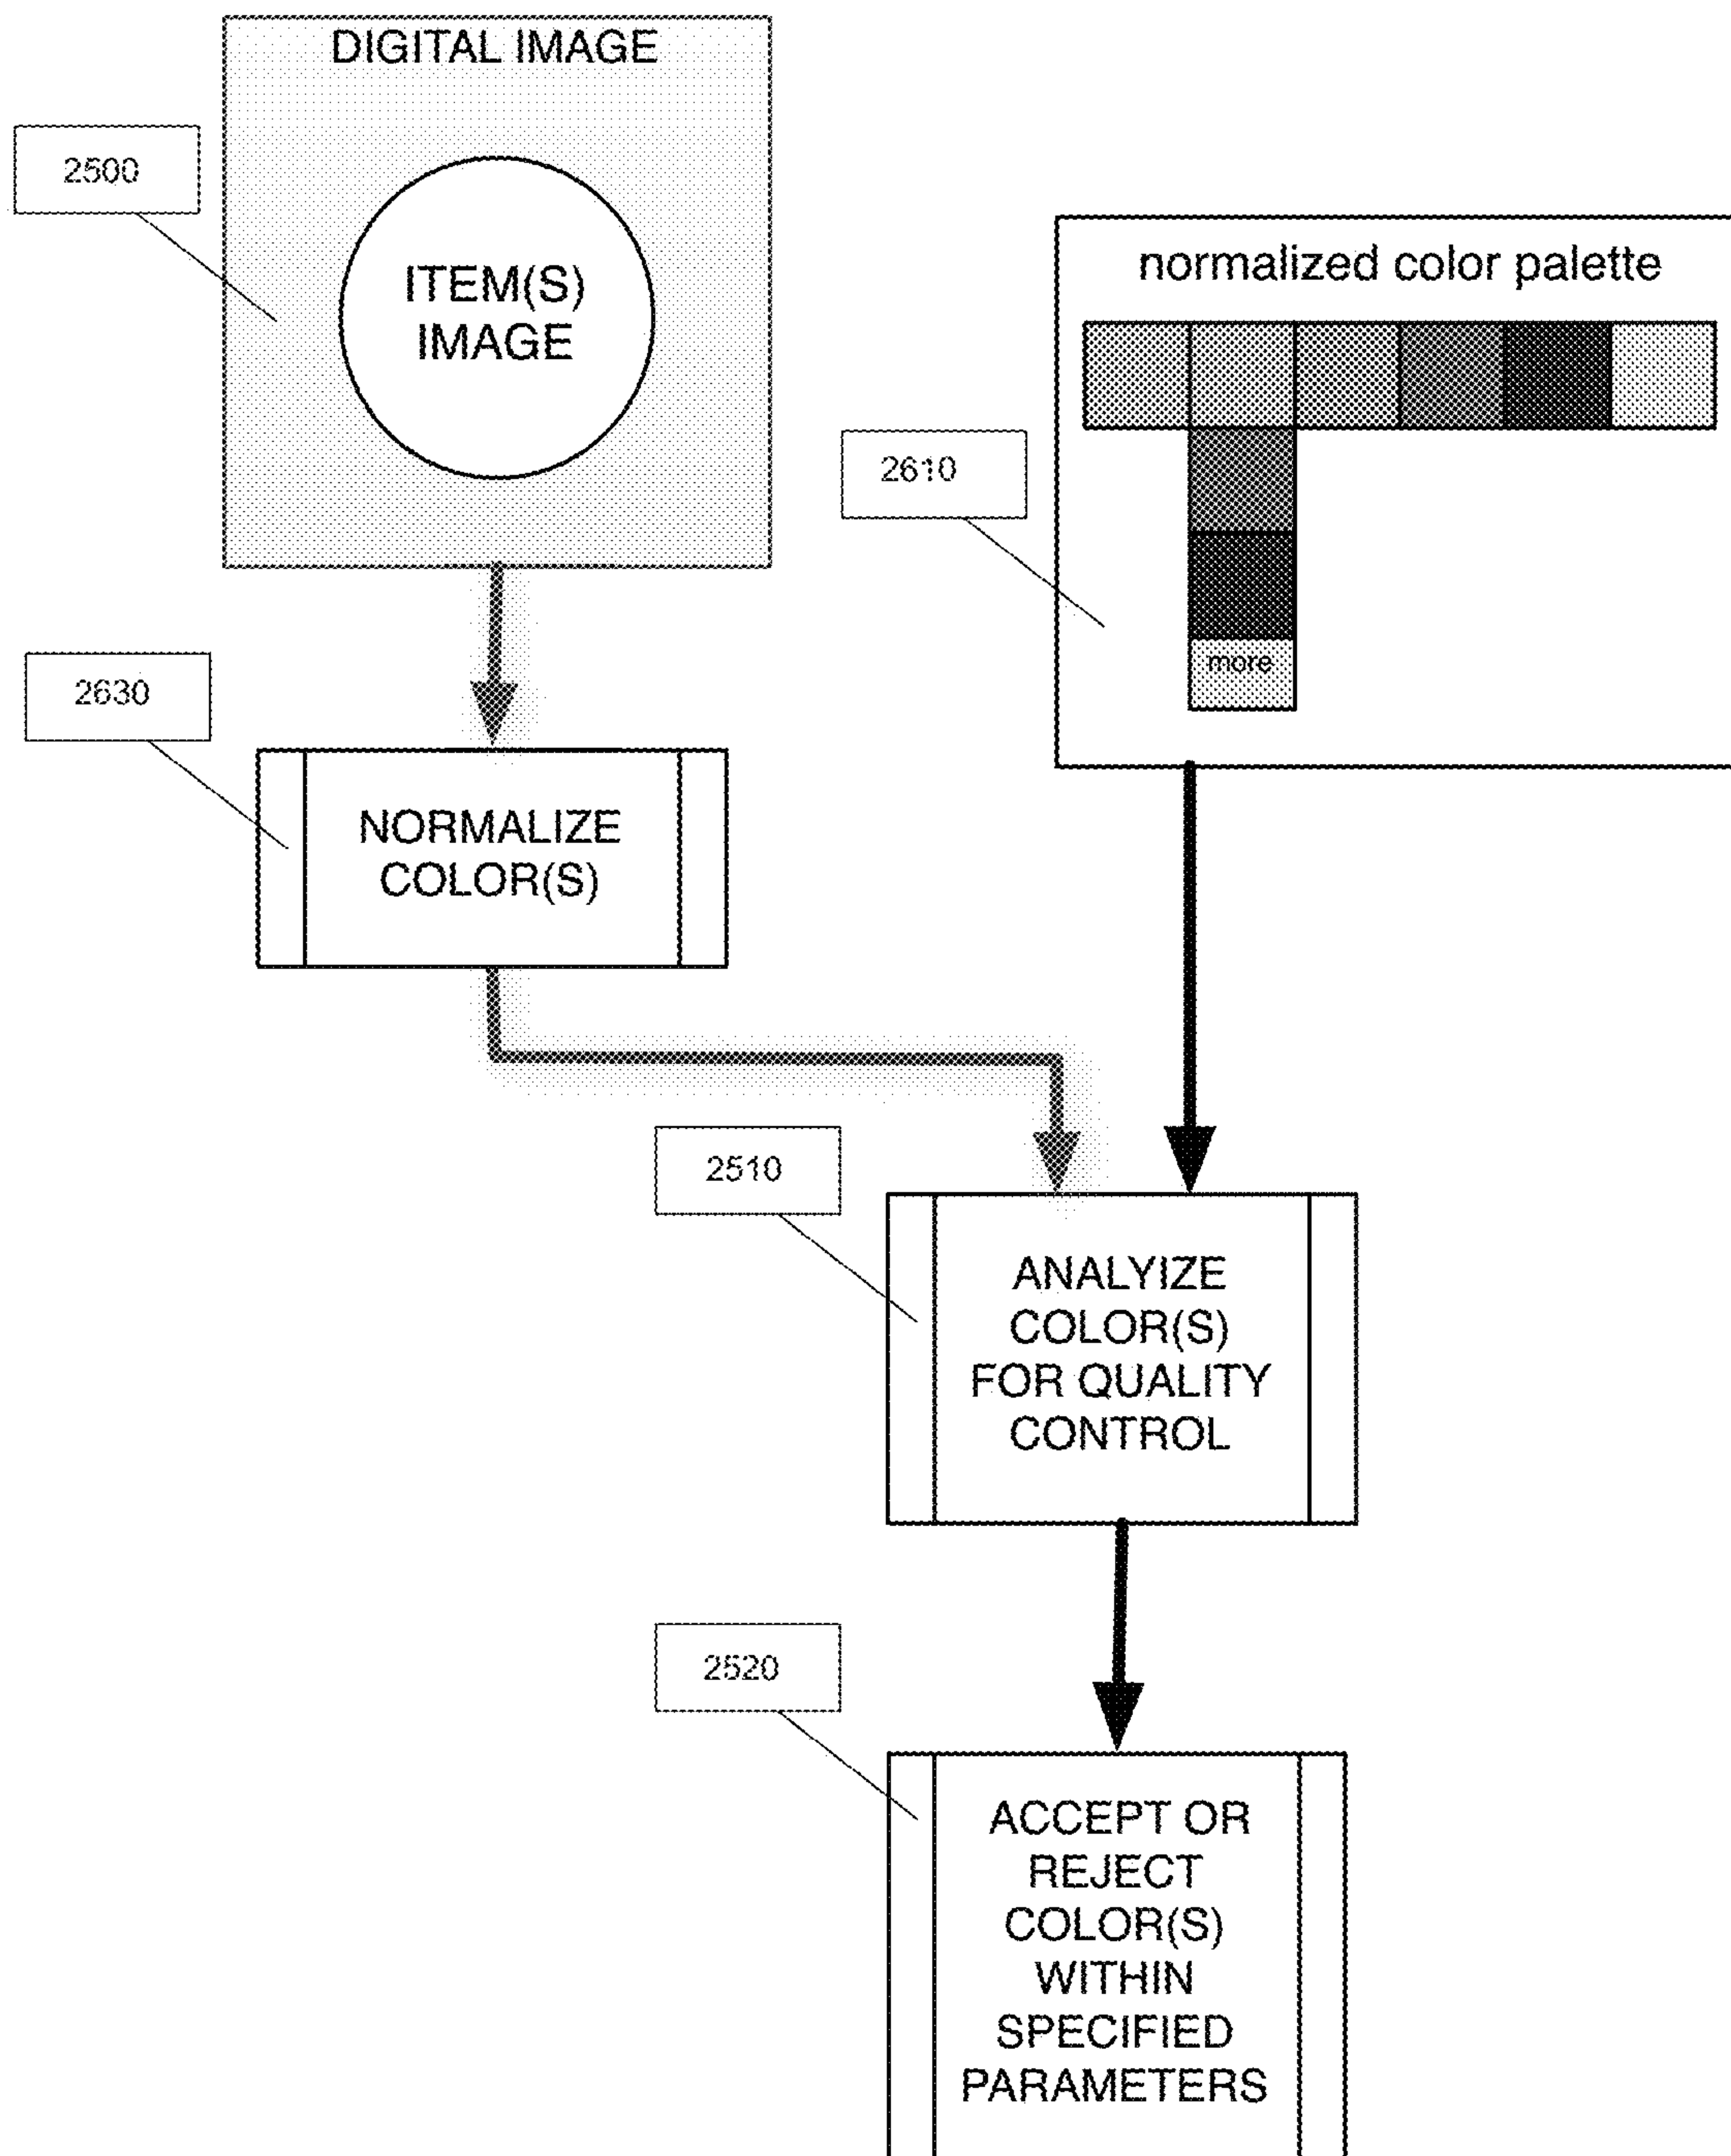 DIGITAL IMAGE
2500
ITEM(S)
IMAGE
normalized color palette
2610
more
2630
NORMALIZE
COLOR(S)
2510
ANALYIZE
COLOR(S)
FOR QUALITY
CONTROL
2520
ACCEPT OR
REJECT
COLOR(S)
WITHIN
SPECIFIED
PARAMETERS